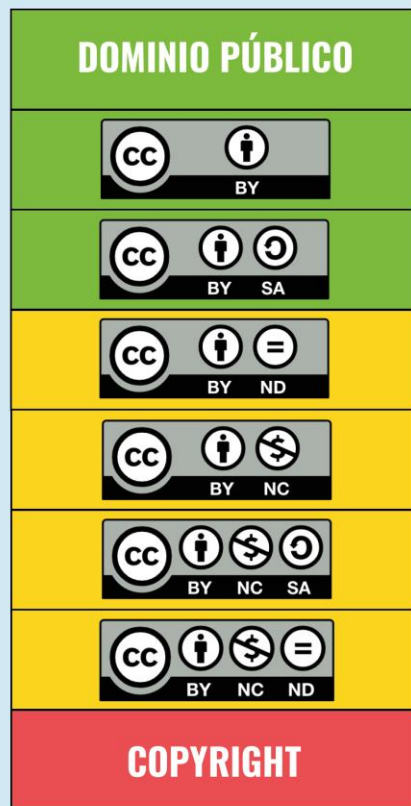 DOMINIO PÚBLICO
CC
BY
CC
BY SA
CC
=
BY ND
CC
$
BY NC
CC
$
BY NC SA
CC
$ =
BY NC ND
COPYRIGHT